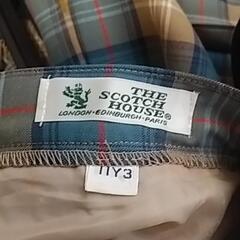 THE
SCOTCH
HOUSE®
LONDON·EDINBURGH·PARIS
11Y3